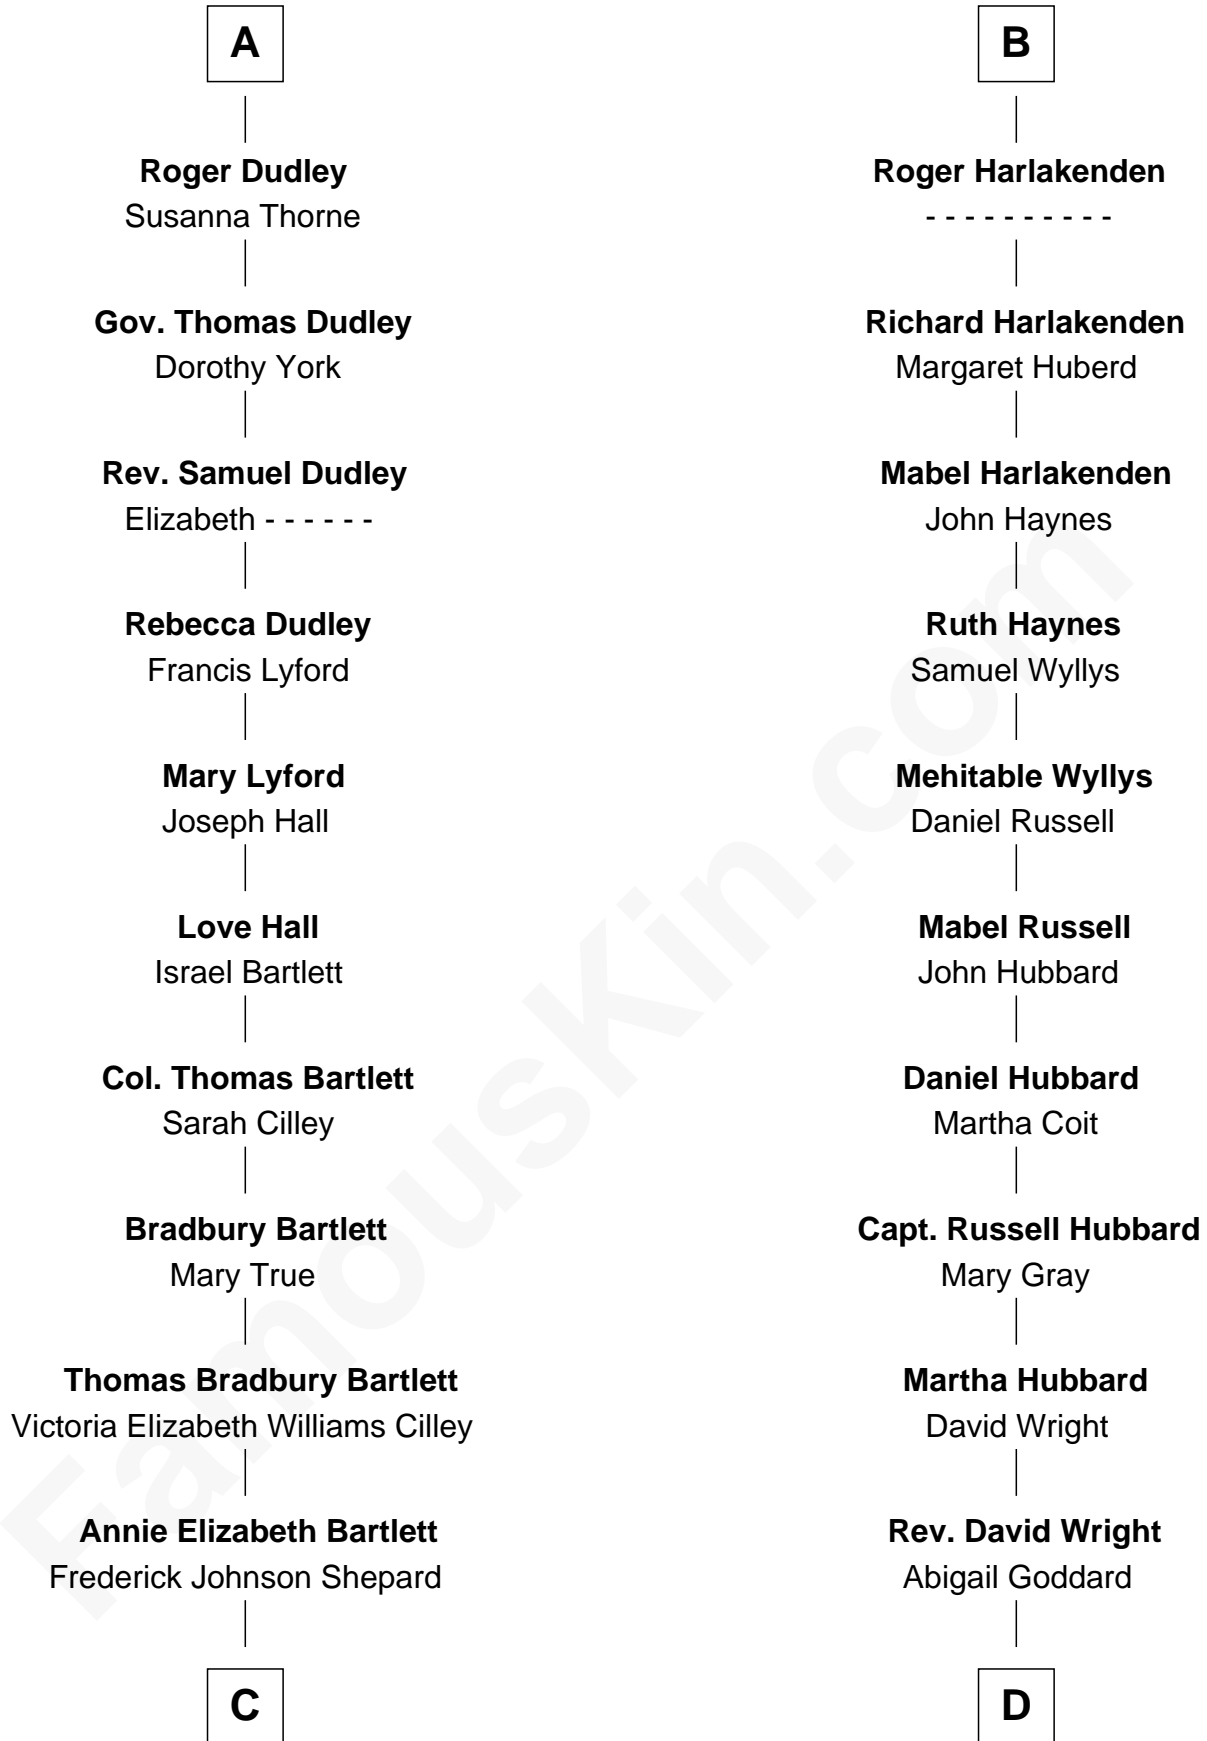 A
Roger Dudley
Susanna Thorne
Gov. Thomas Dudley
Dorothy York
Rev. Samuel Dudley
Elizabeth - - - - - -
Rebecca Dudley
Francis Lyford
Mary Lyford
Joseph Hall
Love Hall
Israel Bartlett
Col. Thomas Bartlett
Sarah Cilley
Bradbury Bartlett
Mary True
Thomas Bradbury Bartlett
Victoria Elizabeth Williams Cilley
Annie Elizabeth Bartlett
Frederick Johnson Shepard
C
B
Roger Harlakenden
- - - - - - - - - -
Richard Harlakenden
Margaret Huberd
Mabel Harlakenden
John Haynes
Ruth Haynes
Samuel Wyllys
Mehitable Wyllys
Daniel Russell
Mabel Russell
John Hubbard
Daniel Hubbard
Martha Coit
Capt. Russell Hubbard
Mary Gray
Martha Hubbard
David Wright
Rev. David Wright
Abigail Goddard
D
FamousKin.com